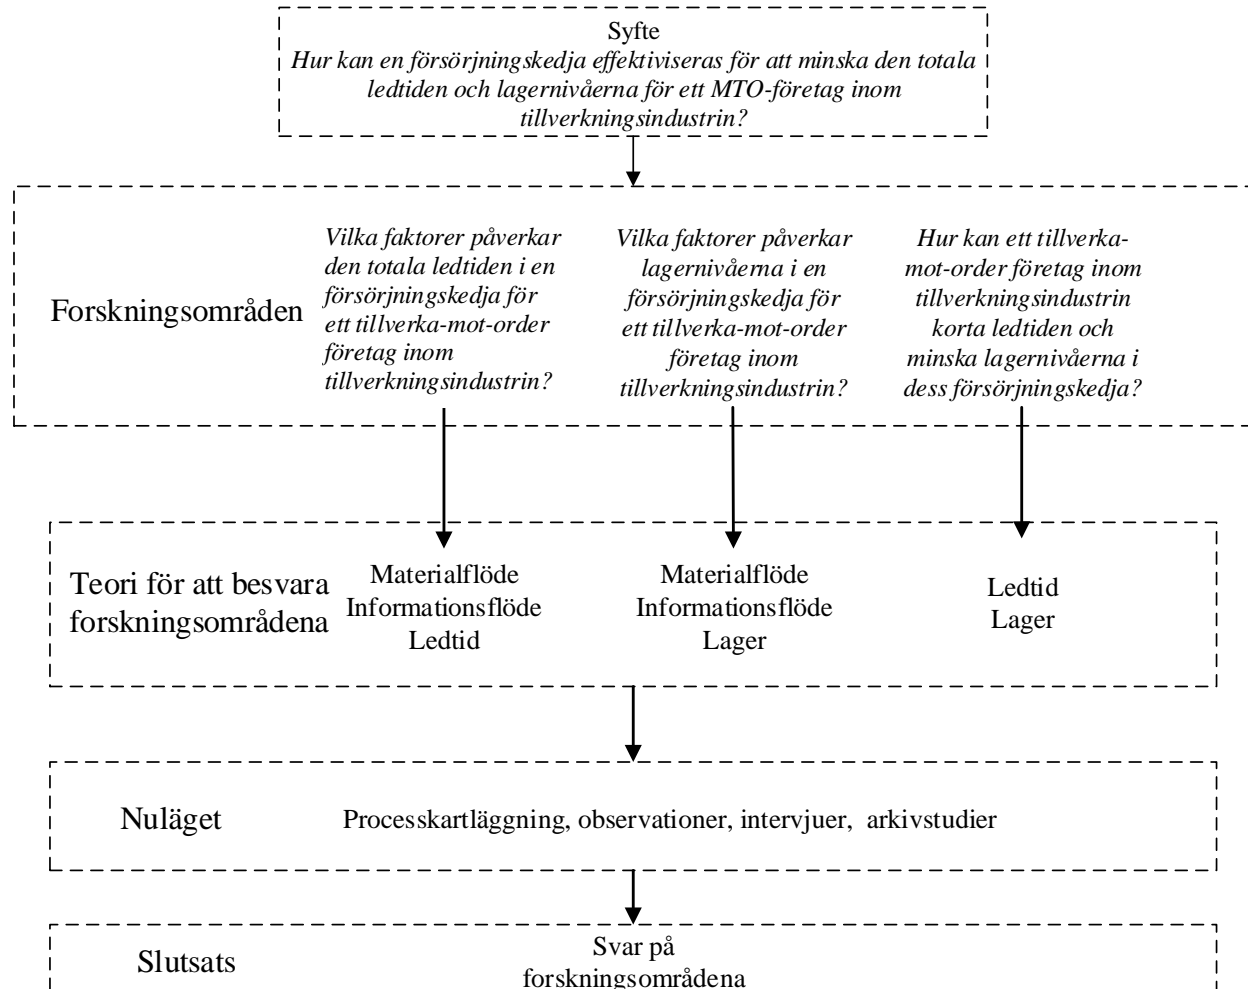 Syfte
Hur kan en försörjningskedja effektiviseras för att minska den totala
ledtiden och lagernivåerna för ett MTO-företag inom
tillverkningsindustrin?
Forskningsområden
Vilka faktorer påverkar
den totala ledtiden i en
försörjningskedja för
ett tillverka-mot-order
företag inom
tillverkningsindustrin?
Vilka faktorer påverkar
lagernivåerna i en
försörjningskedja för
ett tillverka-mot-order
företag inom
tillverkningsindustrin?
Hur kan ett tillverka-
mot-order företag inom
tillverkningsindustrin
korta ledtiden och
minska lagernivåerna i
dess försörjningskedja?
Teori för att besvara
forskningsområdena
Materialflöde
Informationsflöde
Ledtid
Materialflöde
Informationsflöde
Lager
Ledtid
Lager
Nuläget
Processkartläggning, observationer, intervjuer, arkivstudier
Slutsats
Svar på
forskningsområdena